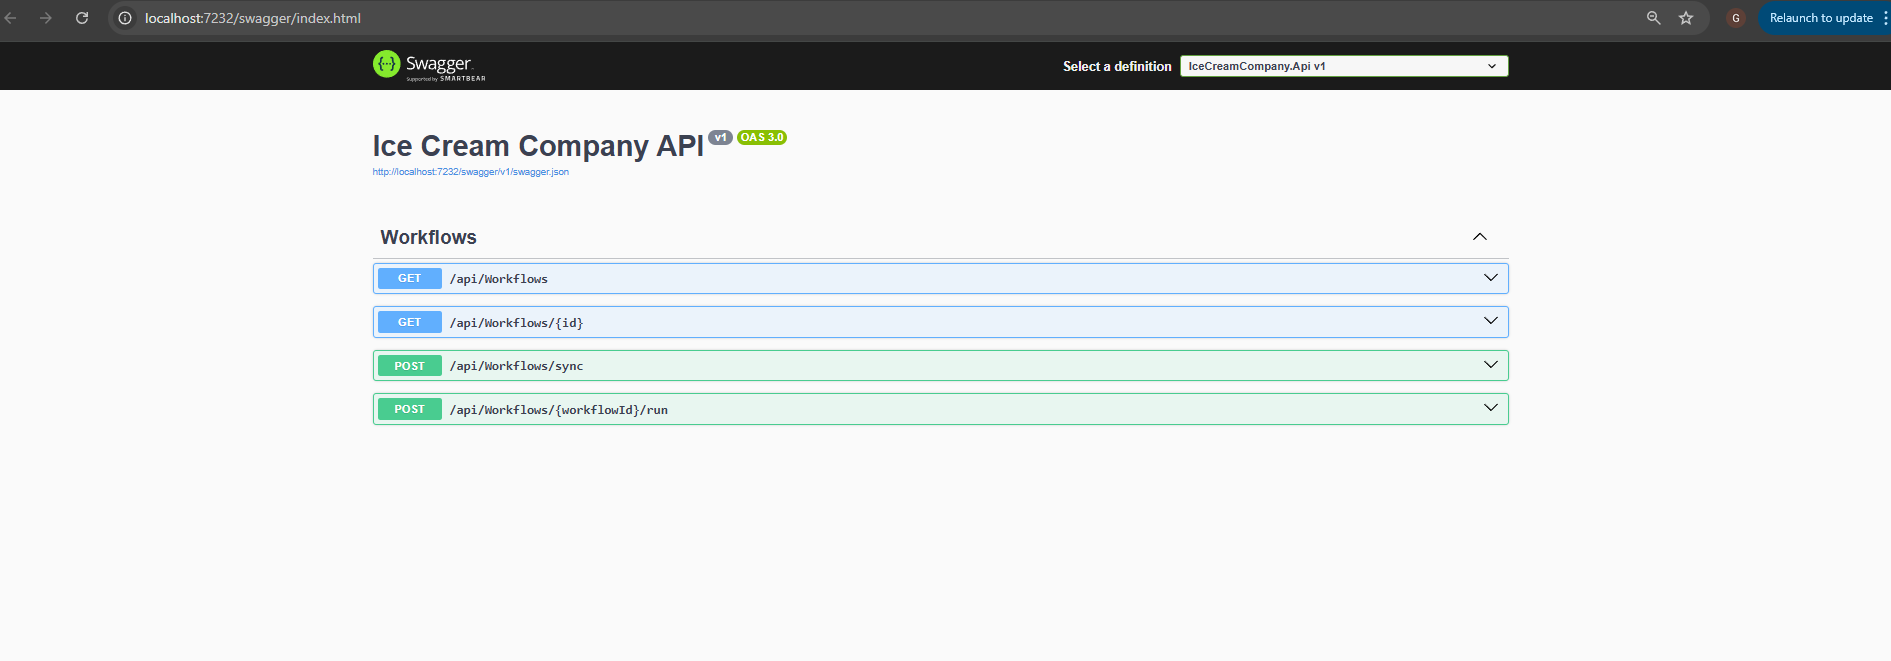 localhost:7232/swagger/index.html
G
Relaunch to update
{···} Swagger.
Supported by SMARTBEAR
Select a definition
IceCreamCompany.Api v1
Ice Cream Company API v1 OAS 3.0
http://localhost:7232/swagger/v1/swagger.json
Workflows
GET /api/Workflows
GET /api/Workflows/{id}
POST /api/Workflows/sync
POST /api/Workflows/{workflowId}/run